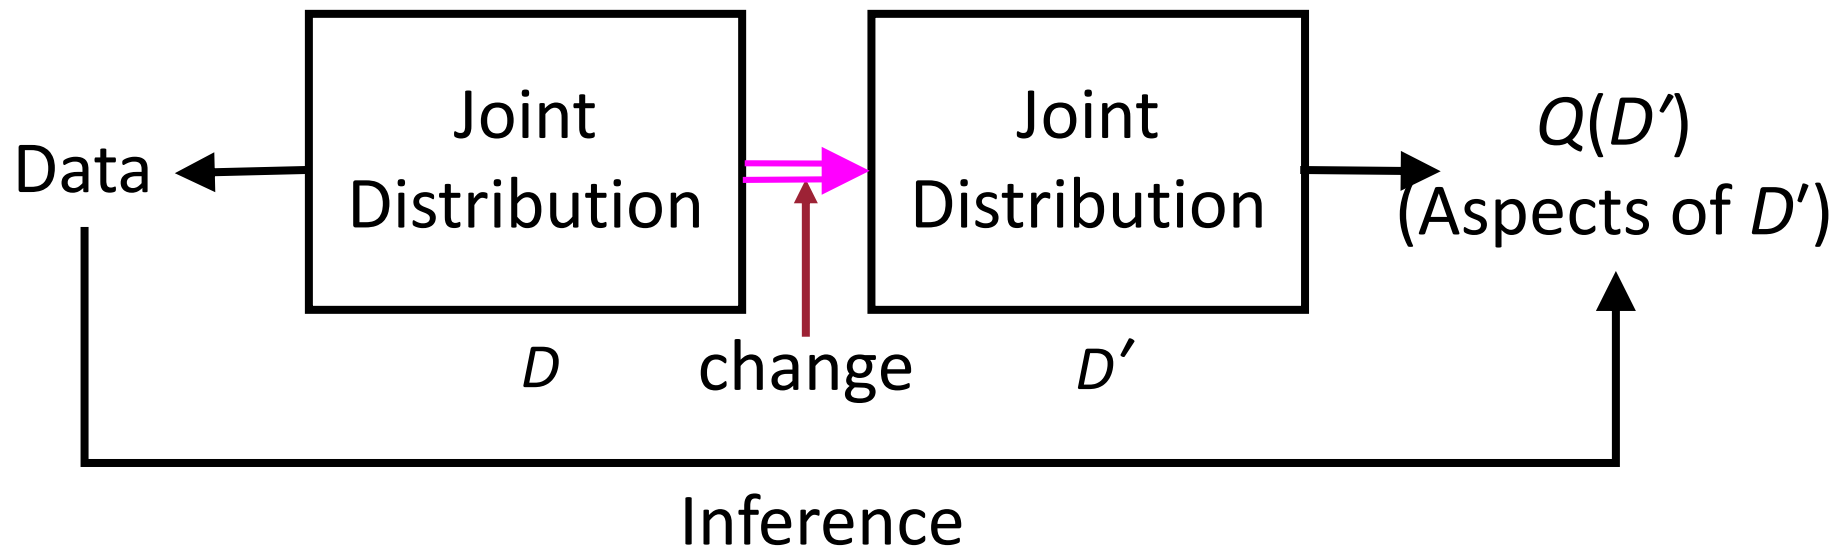 Data
Joint
Distribution
D
change
Joint
Distribution
D′
Q(D′)
(Aspects of D′)
Inference